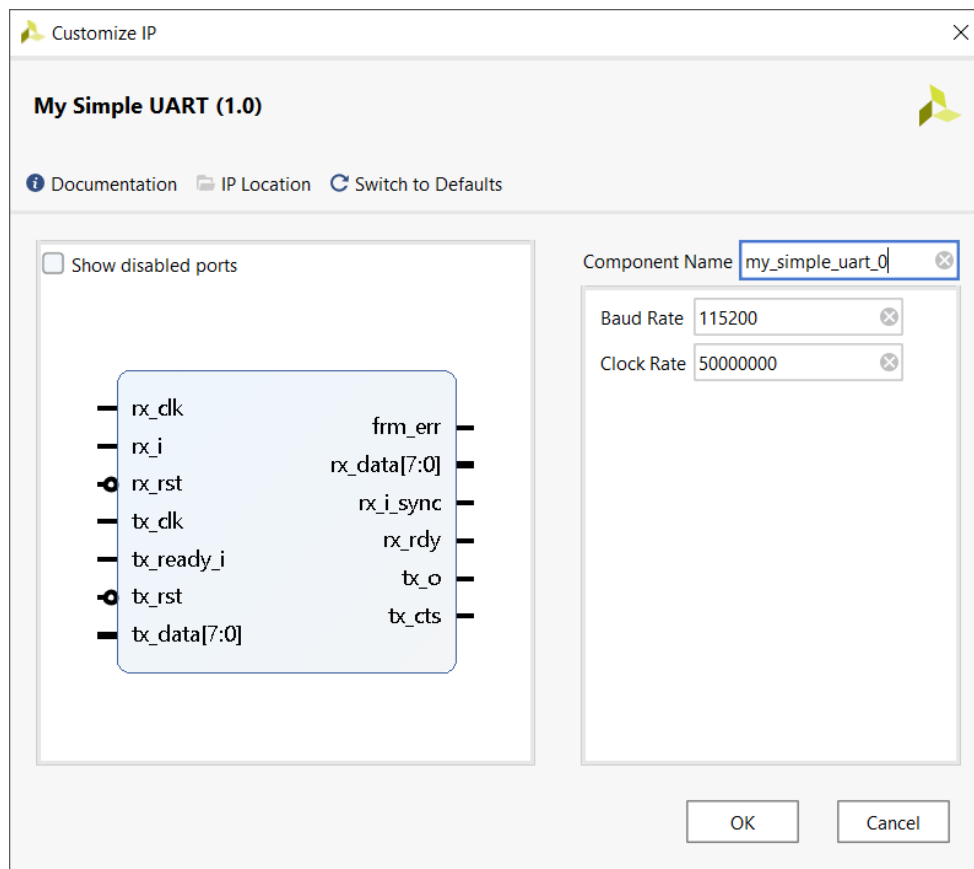 Customize IP
My Simple UART (1.0)
Documentation IP Location Switch to Defaults
Show disabled ports
rx_clk
rx_i
rx_rst
tx_clk
tx_ready_i
tx_rst
tx_data[7:0]
frm_err
rx_data[7:0]
rx_i_sync
rx_rdy
tx_o
tx_cts
Component Name my_simple_uart_0
Baud Rate 115200
Clock Rate 50000000
OK Cancel